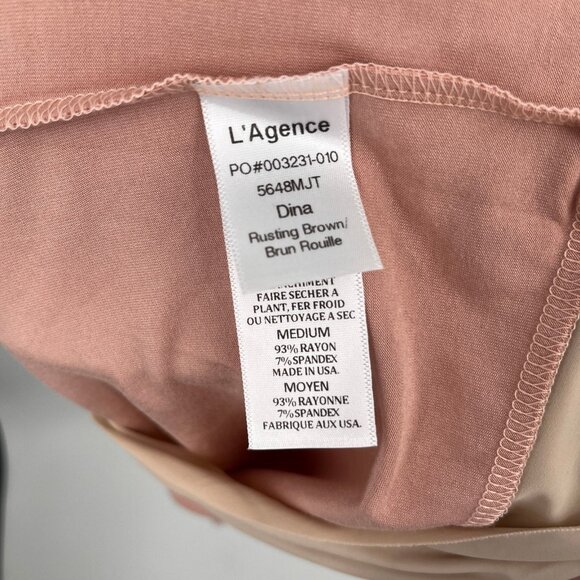 L'Agence
PO#003231-010
5648MJT
Dina
Rusting Brown/
Brun Rouille
FAIRE SECHER A
PLANT, FER FROID
OU NETTOYAGE A SEC
MEDIUM
93% RAYON
7% SPANDEX
MADE IN USA.
MOYEN
93% RAYONNE
7% SPANDEX
FABRIQUE AUX USA.